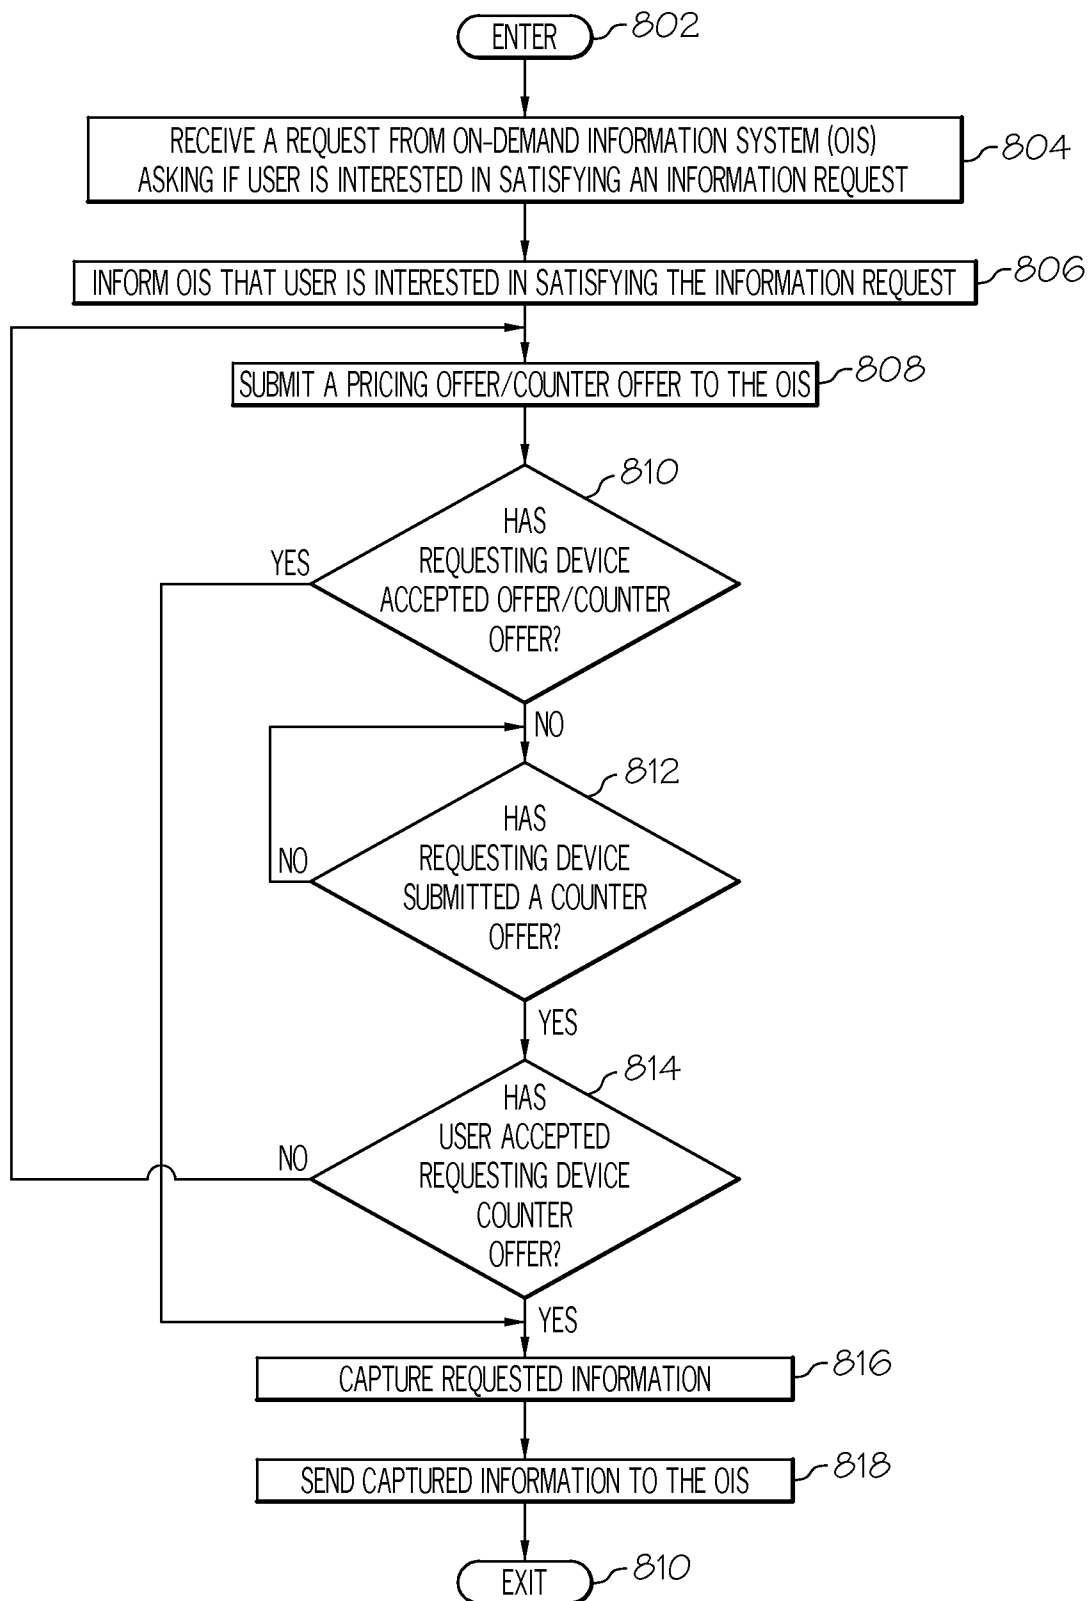 ENTER
802
RECEIVE A REQUEST FROM ON-DEMAND INFORMATION SYSTEM (OIS)
ASKING IF USER IS INTERESTED IN SATISFYING AN INFORMATION REQUEST
804
INFORM OIS THAT USER IS INTERESTED IN SATISFYING THE INFORMATION REQUEST
806
SUBMIT A PRICING OFFER/COUNTER OFFER TO THE OIS
808
810
HAS
REQUESTING DEVICE
ACCEPTED OFFER/COUNTER
OFFER?
YES
NO
812
HAS
REQUESTING DEVICE
SUBMITTED A COUNTER
OFFER?
NO
YES
814
HAS
USER ACCEPTED
REQUESTING DEVICE
COUNTER
OFFER?
NO
YES
CAPTURE REQUESTED INFORMATION
816
SEND CAPTURED INFORMATION TO THE OIS
818
EXIT
810